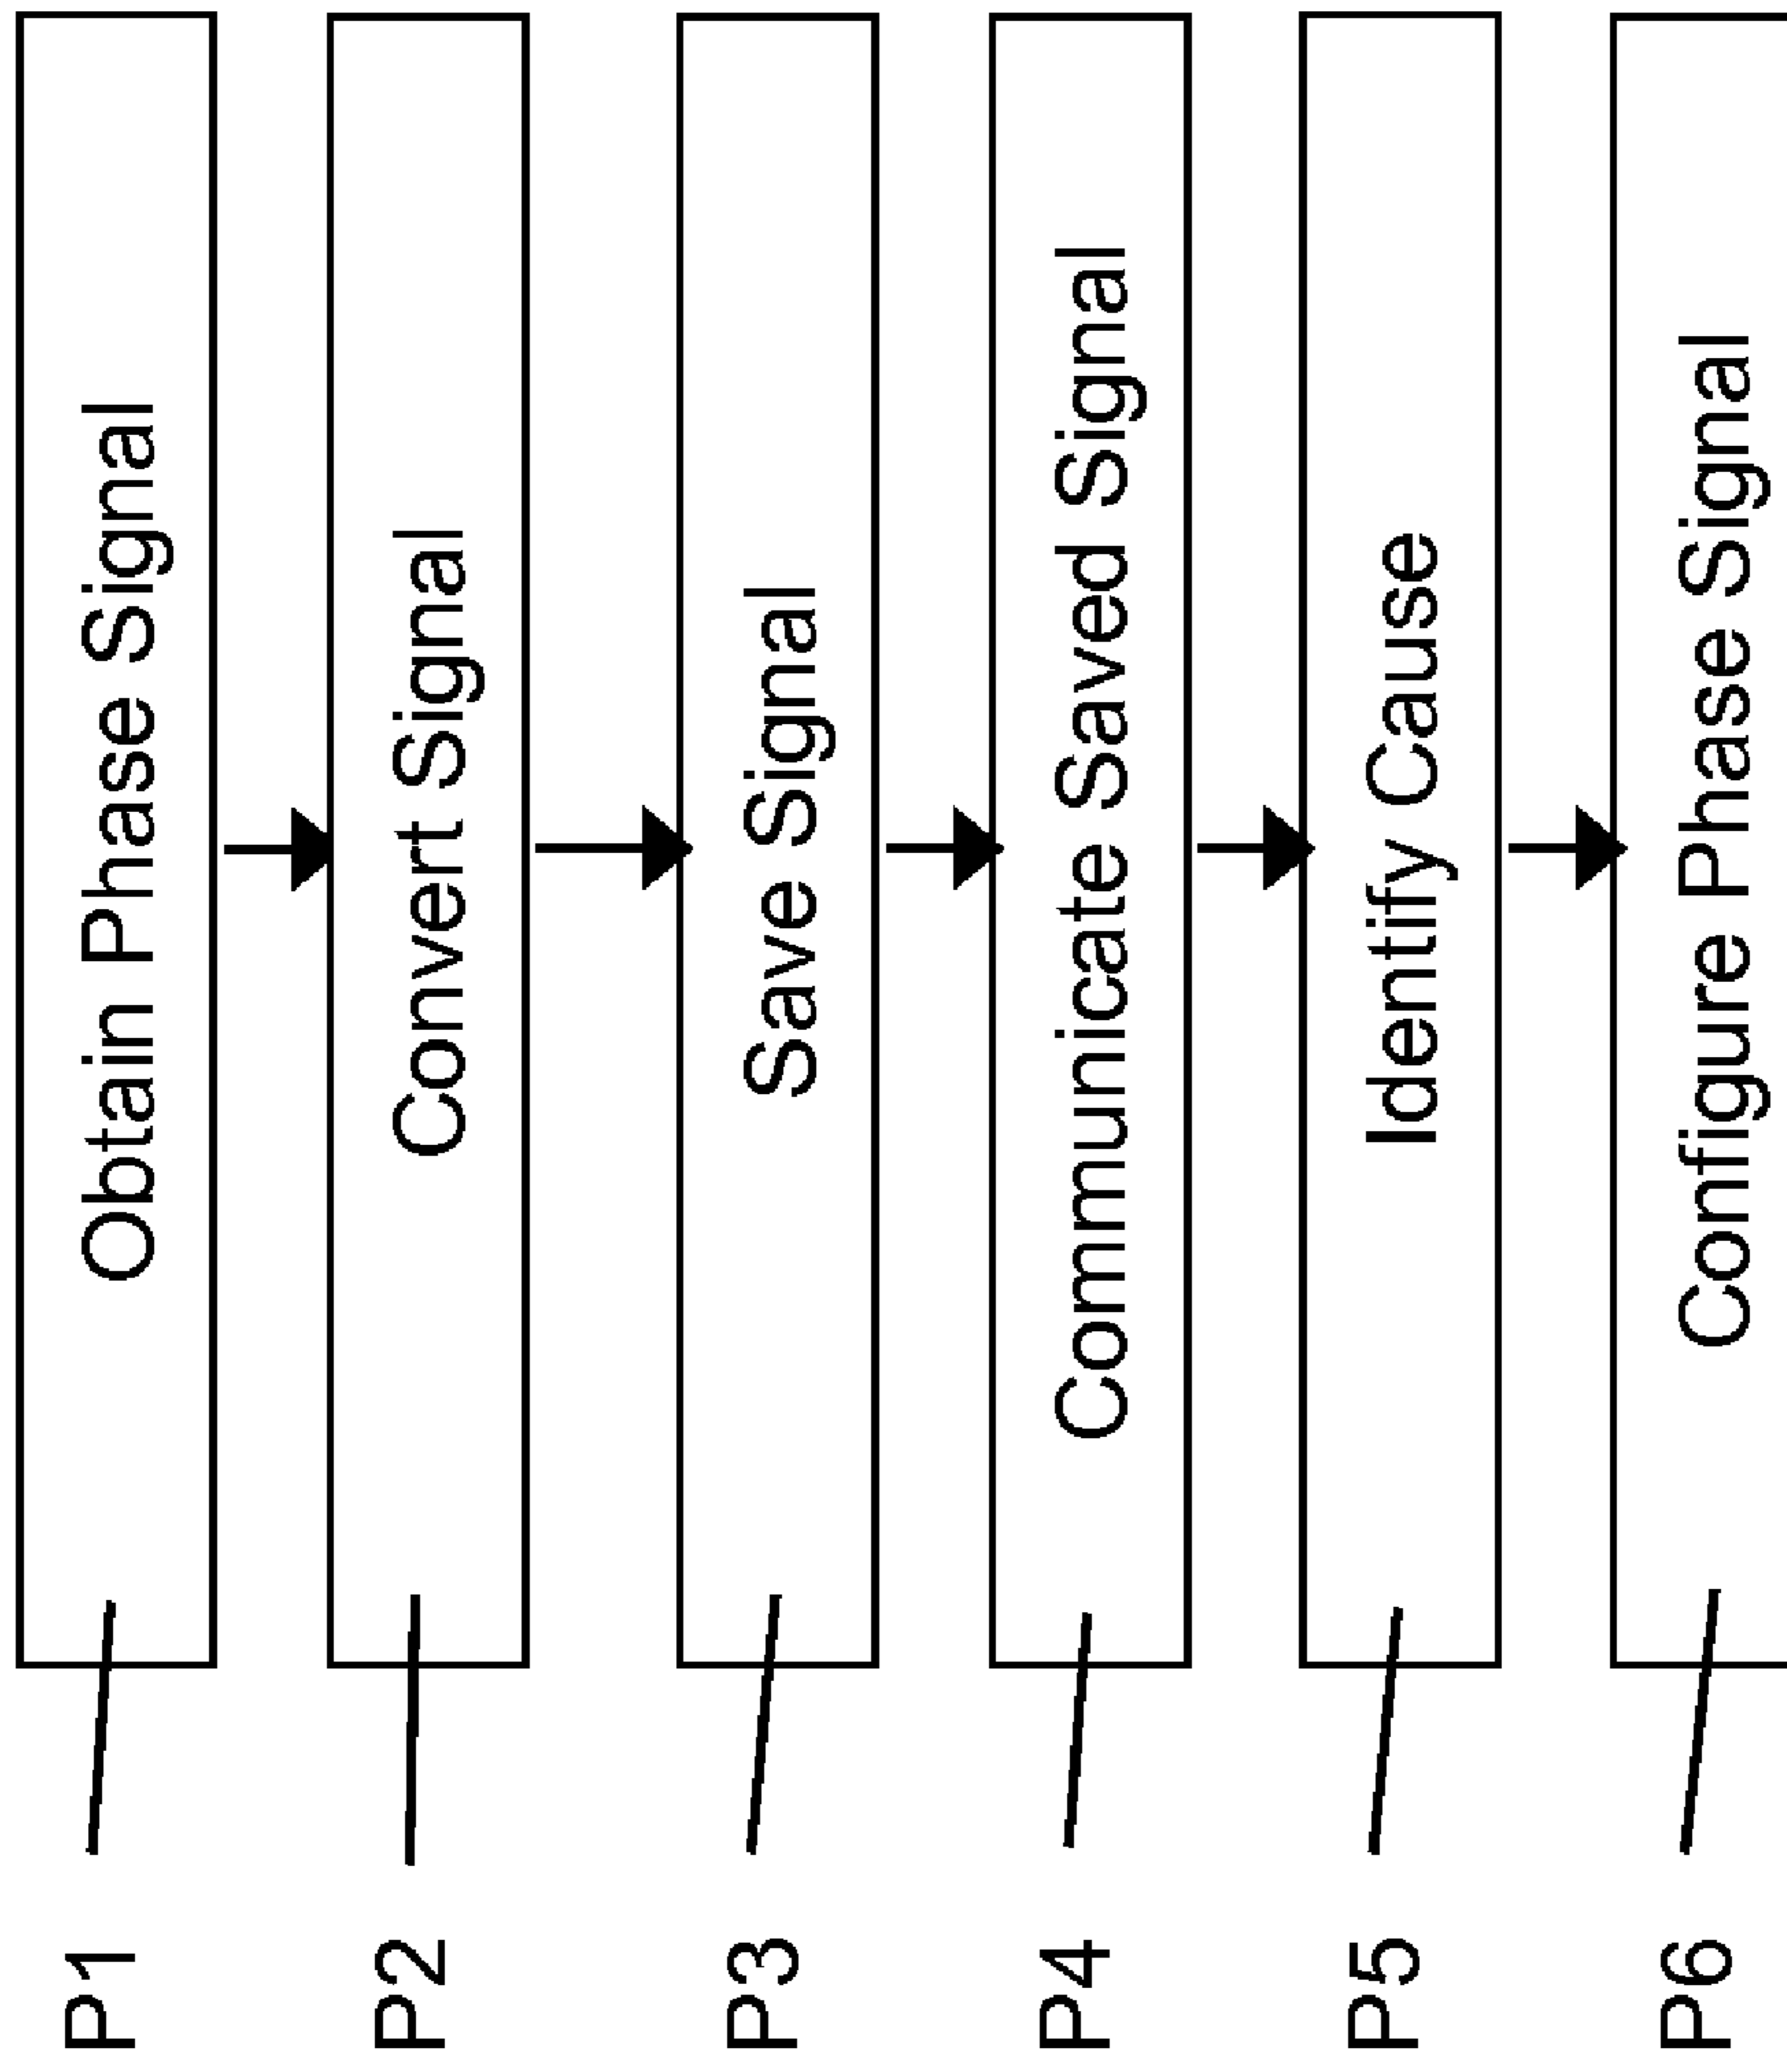 P1 Obtain Phase Signal
P2 Convert Signal
P3 Save Signal
P4 Communicate Saved Signal
P5 Identify Cause
P6 Configure Phase Signal